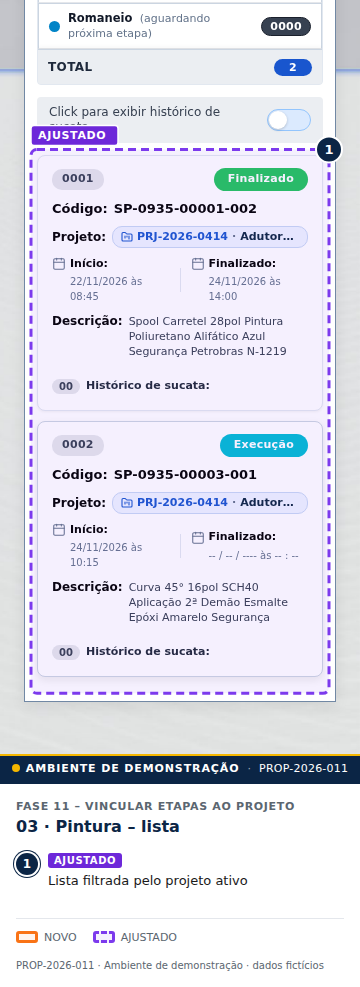 Romaneio (aguardando
próxima etapa)
0000
TOTAL
2
Click para exibir histórico de
AJUSTADO
1
0001
Finalizado
Código: SP-0935-00001-002
Projeto: PRJ-2026-0414 · Adutor...
Início:
22/11/2026 às
08:45
Finalizado:
24/11/2026 às
14:00
Descrição: Spool Carretel 28pol Pintura
Poliuretano Alifático Azul
Segurança Petrobras N-1219
00 Histórico de sucata:
0002
Execução
Código: SP-0935-00003-001
Projeto: PRJ-2026-0414 · Adutor...
Início:
24/11/2026 às
10:15
Finalizado:
-- / -- / ---- às -- : --
Descrição: Curva 45° 16pol SCH40
Aplicação 2ª Demão Esmalte
Epóxi Amarelo Segurança
00 Histórico de sucata:
AMBIENTE DE DEMONSTRAÇÃO · PROP-2026-011
FASE 11 – VINCULAR ETAPAS AO PROJETO
03 · Pintura – lista
1 AJUSTADO
Lista filtrada pelo projeto ativo
NOVO AJUSTADO
PROP-2026-011 · Ambiente de demonstração · dados fictícios